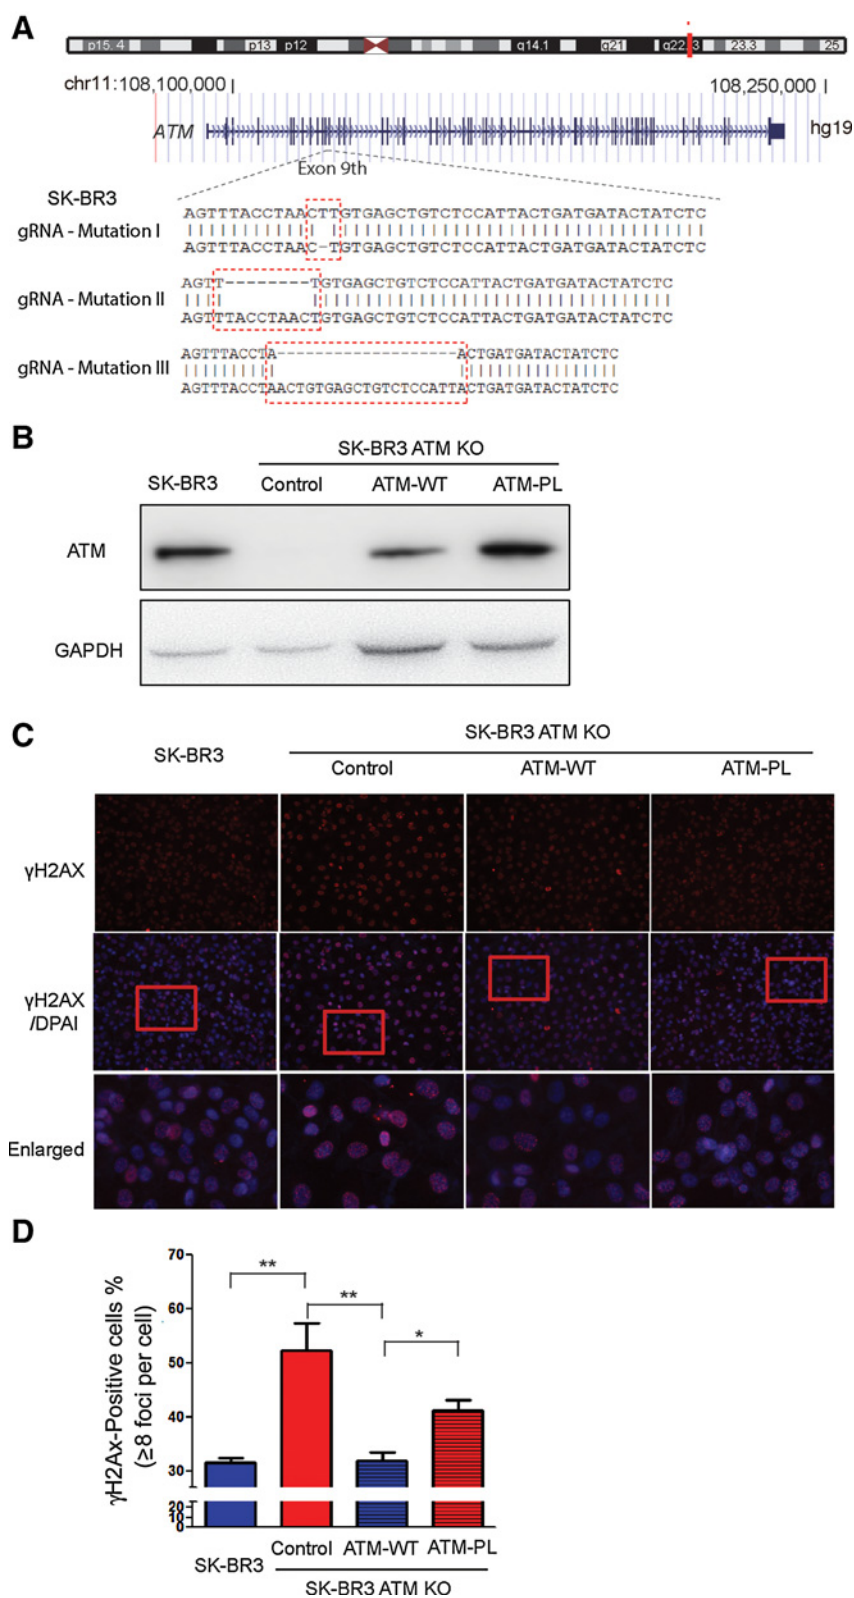 A
p15.4 p13 p12 q14.1 q21 q22.3 23.3 25
chr11:108,100,000 | 108,250,000 |
ATM hg19
Exon 9th
SK-BR3
AGTTTACCTAACTTGTGAGCTGTCTCCATTACTGATGATACTATCTC
gRNA - Mutation I
AGTTTACCTAAC-TGTGAGCTGTCTCCATTACTGATGATACTATCTC
AGTT---------TGTGAGCTGTCTCCATTACTGATGATACTATCTC
gRNA - Mutation II
AGTTTACCTAACTGTGAGCTGTCTCCATTACTGATGATACTATCTC
AGTTTACCTA--------------------ACTGATGATACTATCTC
gRNA - Mutation III
AGTTTACCTAACTGTGAGCTGTCTCCATTACTGATGATACTATCTC
B
SK-BR3 ATM KO
SK-BR3 Control ATM-WT ATM-PL
ATM
GAPDH
C
SK-BR3 ATM KO
SK-BR3
Control ATM-WT ATM-PL
γH2AX
γH2AX
/DPAI
Enlarged
D
γH2Ax-Positive cells %
(≥8 foci per cell)
70
60
50
40
30
20
10
0
** ** *
SK-BR3 Control ATM-WT ATM-PL
SK-BR3 ATM KO